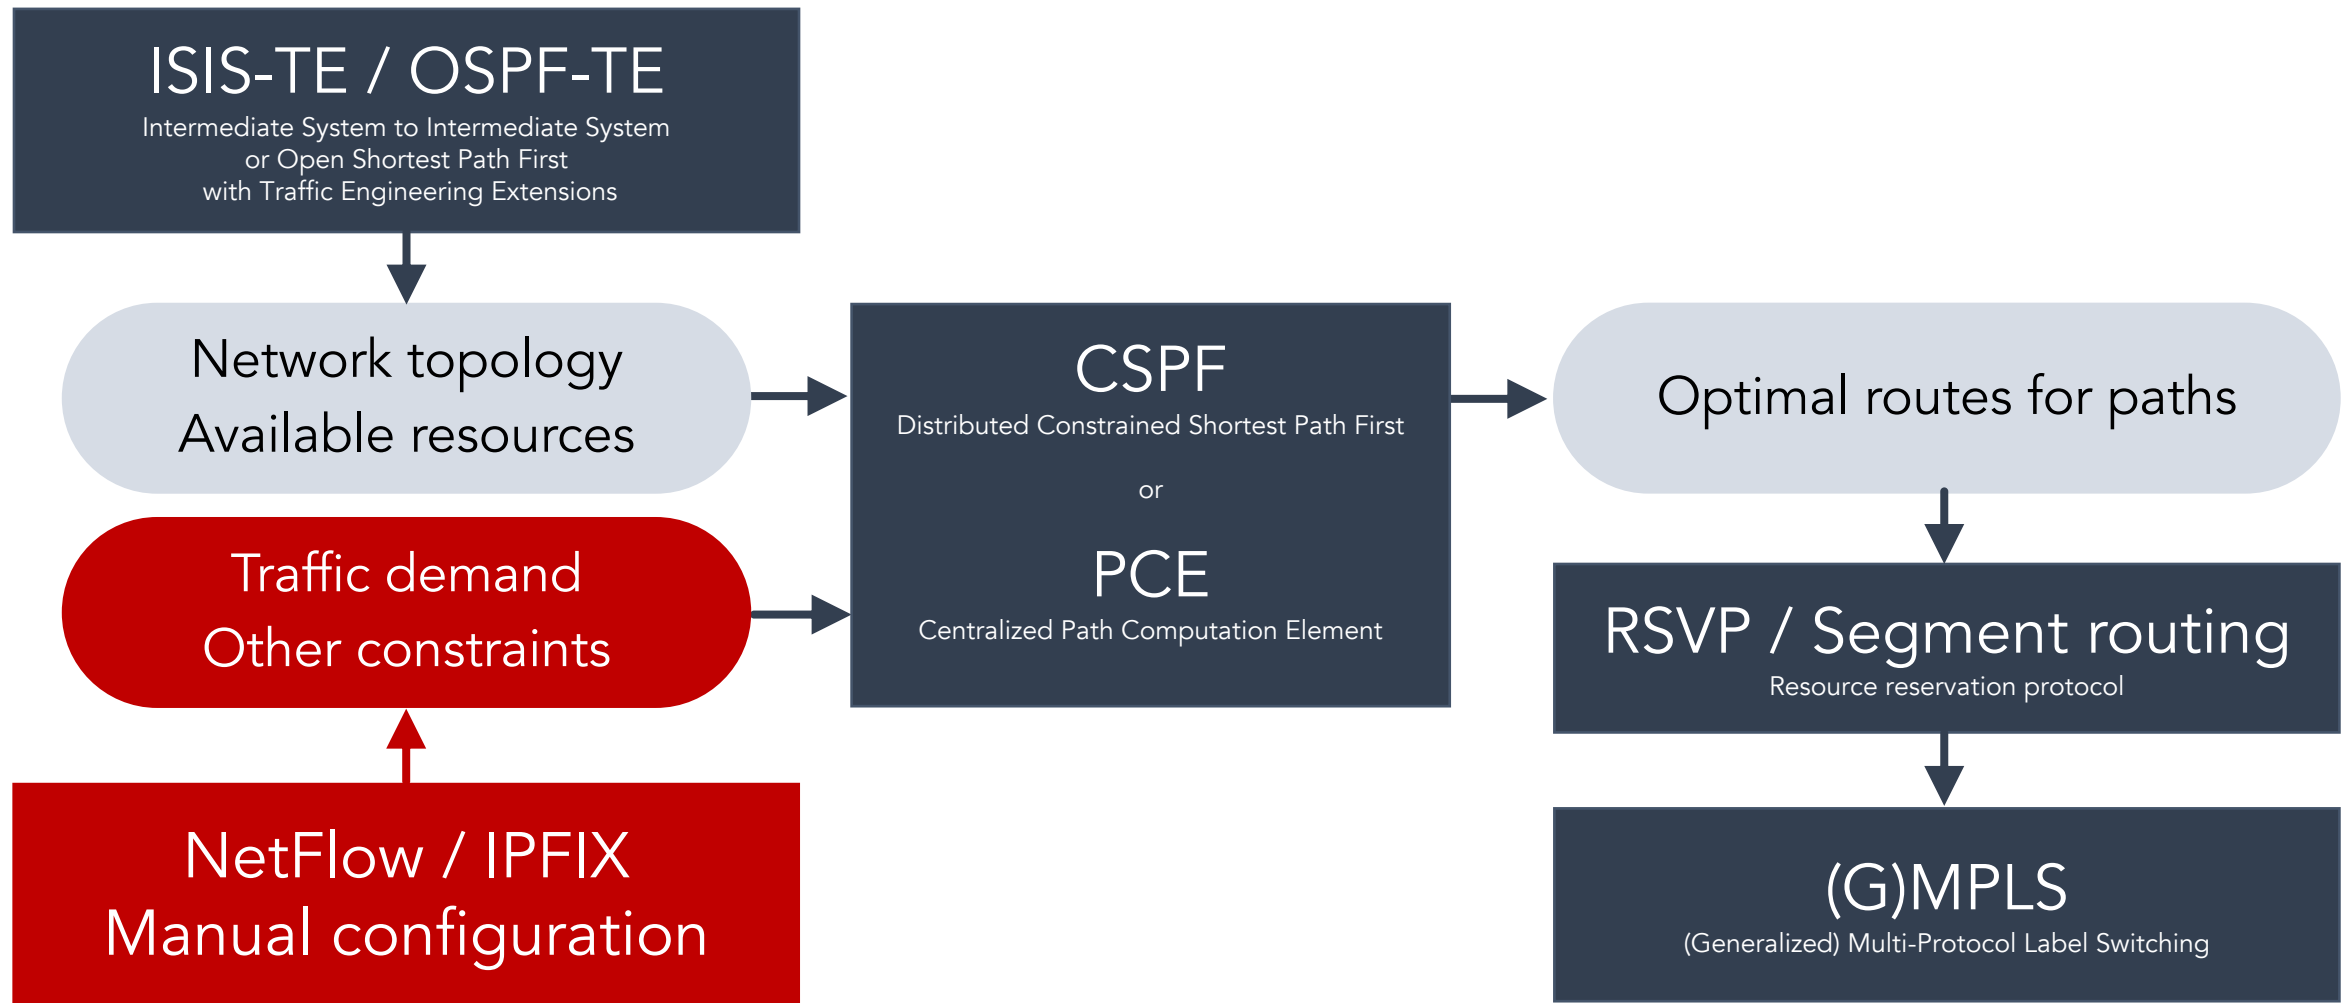 ISIS-TE / OSPF-TE
Intermediate System to Intermediate System
or Open Shortest Path First
with Traffic Engineering Extensions
Network topology
Available resources
Traffic demand
Other constraints
NetFlow / IPFIX
Manual configuration
CSPF
Distributed Constrained Shortest Path First
or
PCE
Centralized Path Computation Element
Optimal routes for paths
RSVP / Segment routing
Resource reservation protocol
(G)MPLS
(Generalized) Multi-Protocol Label Switching